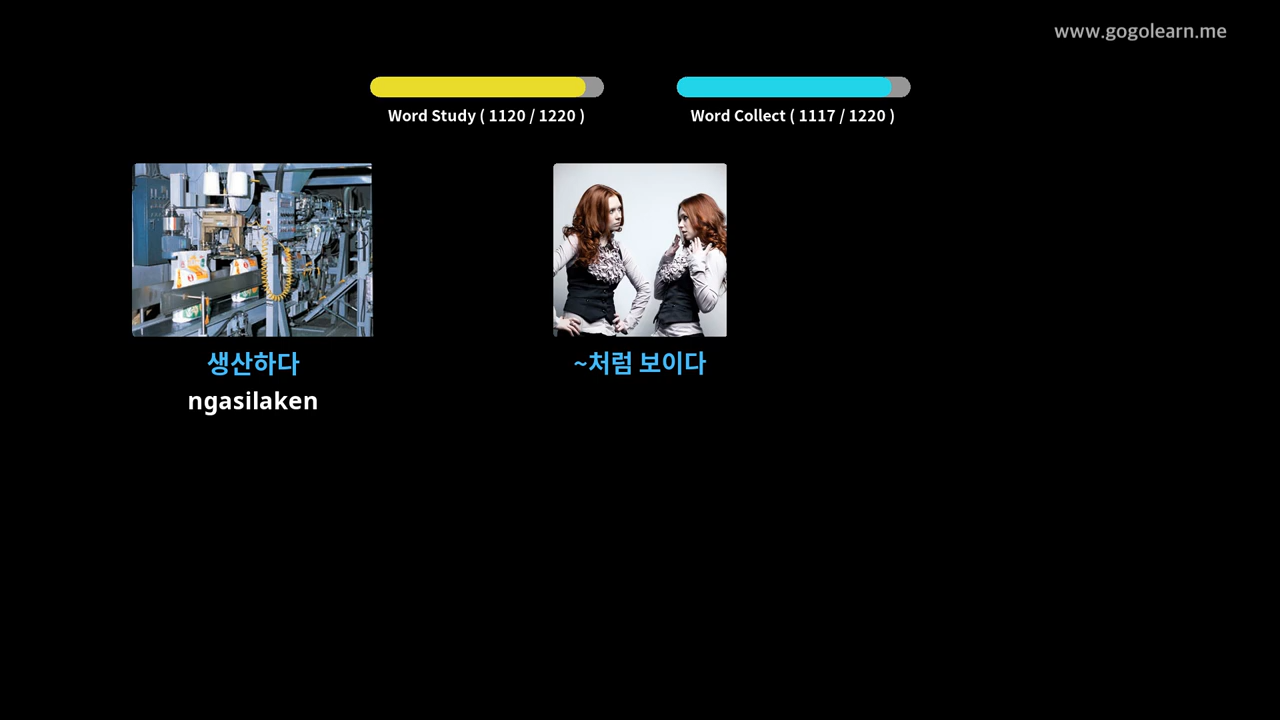 www.gogolearn.me
Word Study ( 1120 / 1220 )
Word Collect ( 1117 / 1220 )
생산하다
ngasilaken
~처럼 보이다